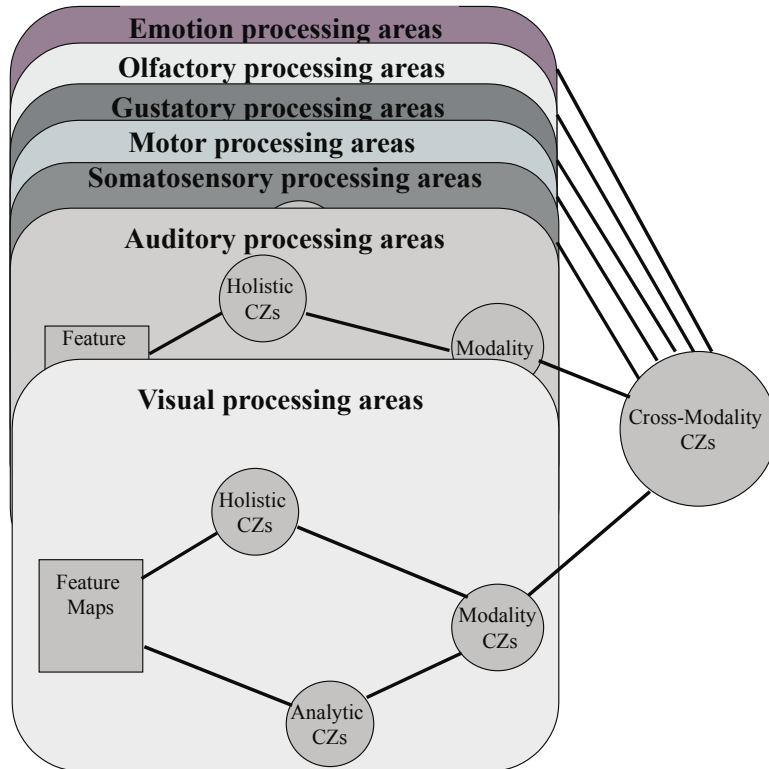 Emotion processing areas
Olfactory processing areas
Gustatory processing areas
Motor processing areas
Somatosensory processing areas
Auditory processing areas
Holistic
CZs
Feature
Modality
Visual processing areas
Cross-Modality
CZs
Holistic
CZs
Feature
Maps
Modality
CZs
Analytic
CZs